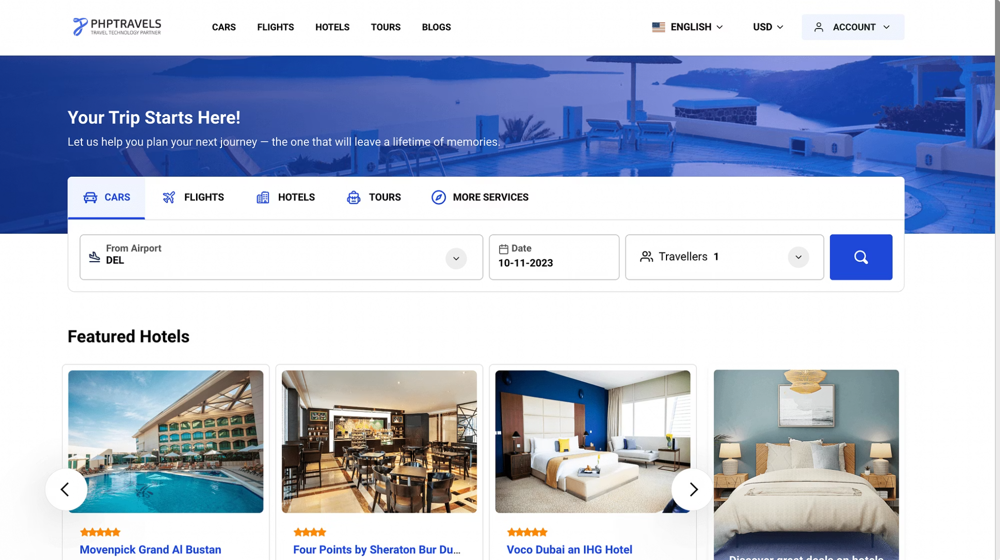 PHPTRAVELS
TRAVEL TECHNOLOGY PARTNER
CARS
FLIGHTS
HOTELS
TOURS
BLOGS
ENGLISH
USD
ACCOUNT
Your Trip Starts Here!
Let us help you plan your next journey — the one that will leave a lifetime of memories.
CARS
FLIGHTS
HOTELS
TOURS
MORE SERVICES
From Airport
DEL
Date
10-11-2023
Travellers 1
Featured Hotels
Movenpick Grand Al Bustan
Four Points by Sheraton Bur Du...
Voco Dubai an IHG Hotel
Discover great deals on hotels